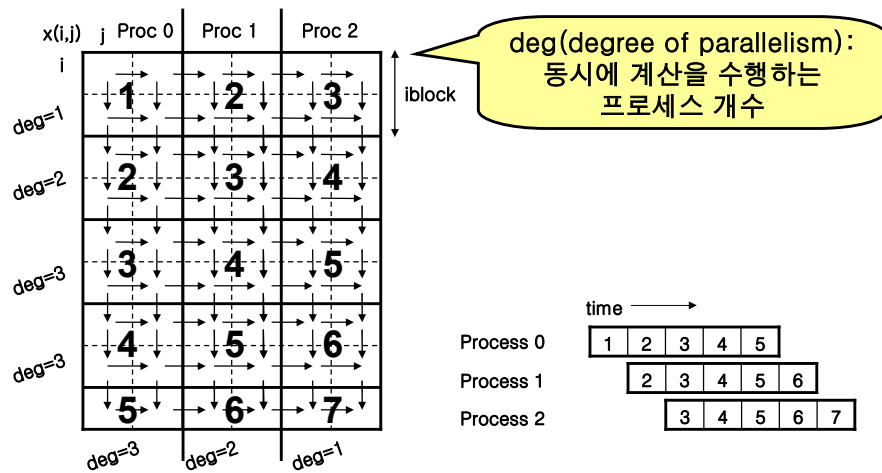 x(i,j) j Proc 0 Proc 1 Proc 2
i
deg(degree of parallelism):
동시에 계산을 수행하는
프로세스 개수
iblock
1 2 3
deg=1
2 3 4
deg=2
3 4 5
deg=3
4 5 6
deg=3
5 6 7
deg=3 deg=2 deg=1
time
Process 0 1 2 3 4 5
Process 1 2 3 4 5 6
Process 2 3 4 5 6 7